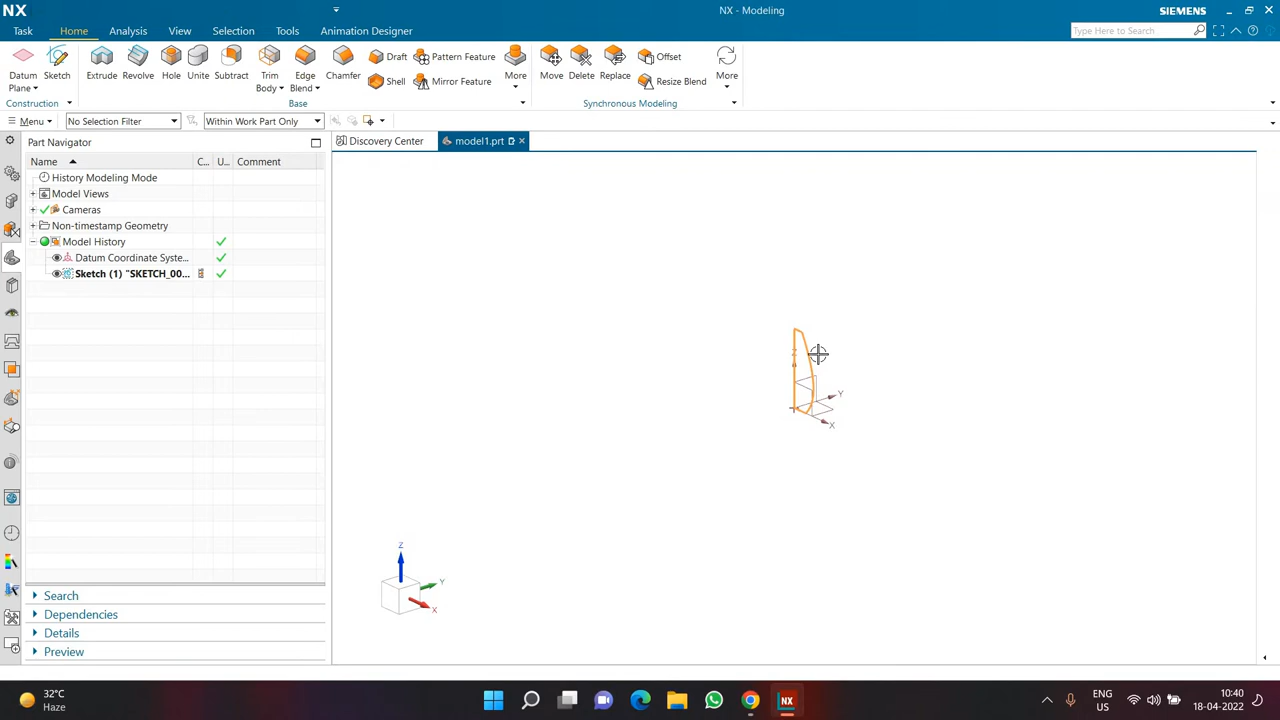 NX
NX - Modeling
SIEMENS
Task
Home
Analysis
View
Selection
Tools
Animation Designer
Type Here to Search
Datum Plane
Sketch
Extrude
Revolve
Hole
Unite
Subtract
Trim Body
Edge Blend
Chamfer
Draft
Shell
Pattern Feature
Mirror Feature
More
Move
Delete
Replace
Offset
Resize Blend
More
Construction
Base
Synchronous Modeling
Menu
No Selection Filter
Within Work Part Only
Part Navigator
Discovery Center
model1.prt
Name
C...
U...
Comment
History Modeling Mode
Model Views
Cameras
Non-timestamp Geometry
Model History
Datum Coordinate Syste...
Sketch (1) "SKETCH_00...
Z
Y
X
Z
Y
X
Search
Dependencies
Details
Preview
32°C
Haze
NX
ENG
US
10:40
18-04-2022